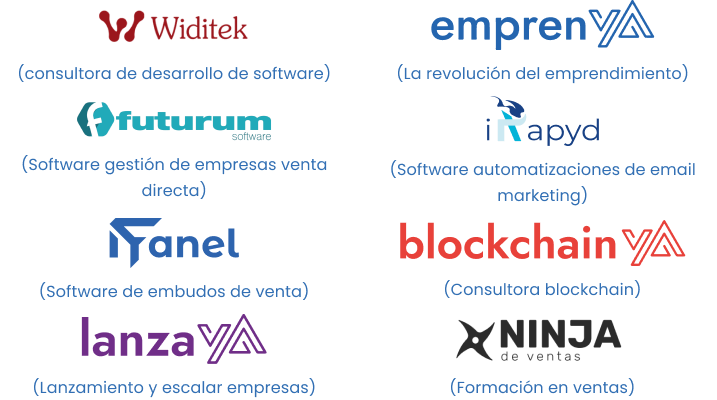 Widitek
emprenYA
(consultora de desarrollo de software)
(La revolución del emprendimiento)
futurum
software
iRapyd
(Software gestión de empresas venta
directa)
(Software automatizaciones de email
marketing)
Fanel
blockchainYA
(Software de embudos de venta)
(Consultora blockchain)
lanzaYA
NINJA
de ventas
(Lanzamiento y escalar empresas)
(Formación en ventas)